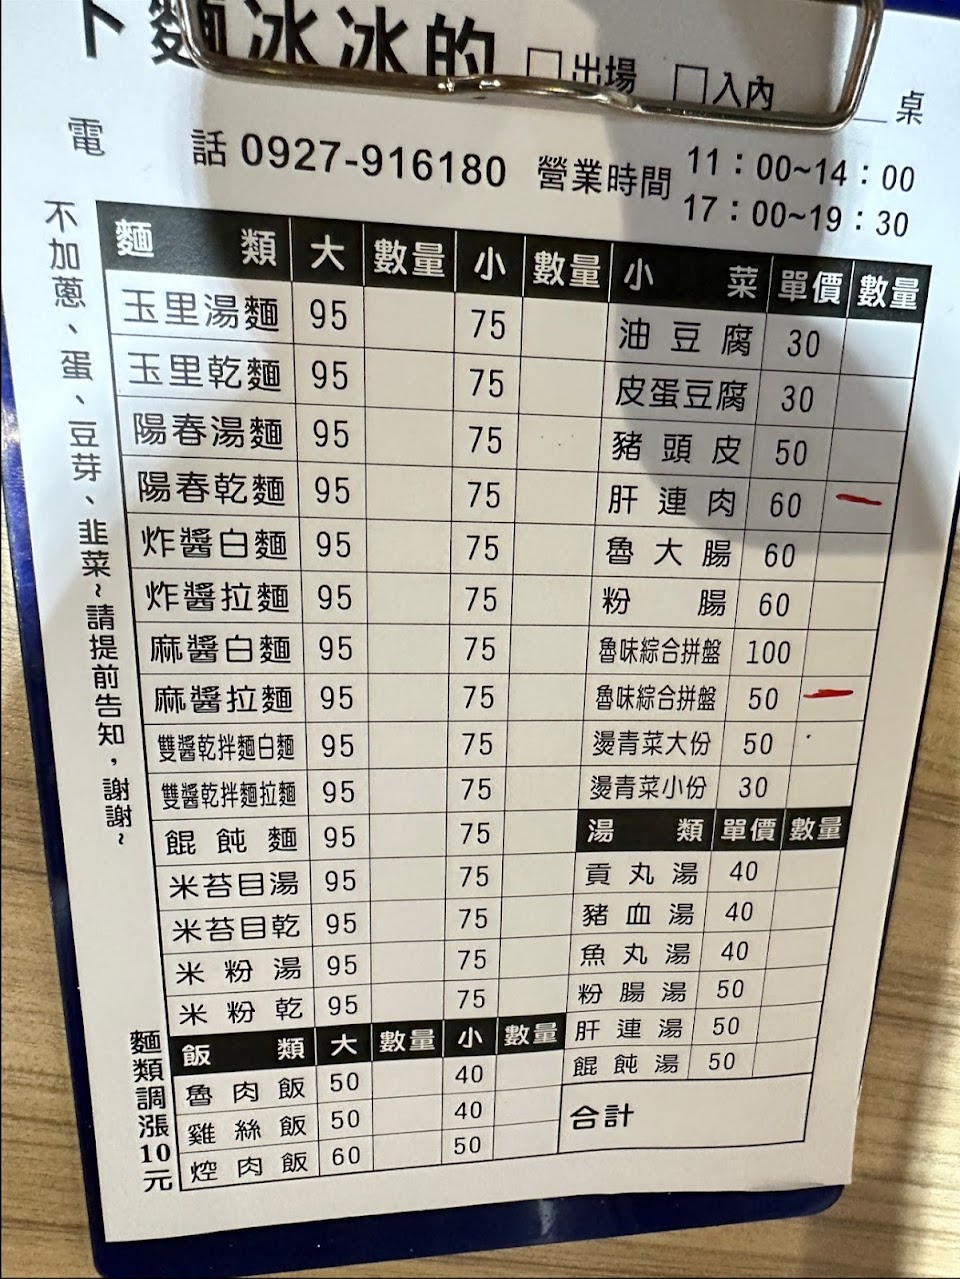 麵冰冰的 □出場 □入內 __桌
電話 0927-916180 營業時間 11：00~14：00
17：00~19：30
不加蔥、蛋、豆芽、韭菜~請提前告知，謝謝~
麵類 大 數量 小 數量
玉里湯麵 95 75
玉里乾麵 95 75
陽春湯麵 95 75
陽春乾麵 95 75
炸醬白麵 95 75
炸醬拉麵 95 75
麻醬白麵 95 75
麻醬拉麵 95 75
雙醬乾拌麵白麵 95 75
雙醬乾拌麵拉麵 95 75
餛飩麵 95 75
米苔目湯 95 75
米苔目乾 95 75
米粉湯 95 75
米粉乾 95 75
飯類 大 數量 小 數量
魯肉飯 50 40
雞絲飯 50 40
焢肉飯 60 50
小菜 單價 數量
油豆腐 30
皮蛋豆腐 30
豬頭皮 50
肝連肉 60 一
魯大腸 60
粉腸 60
魯味綜合拼盤 100
魯味綜合拼盤 50 一
燙青菜大份 50
燙青菜小份 30
湯類 單價 數量
貢丸湯 40
豬血湯 40
魚丸湯 40
粉腸湯 50
肝連湯 50
餛飩湯 50
合計
麵類調漲10元